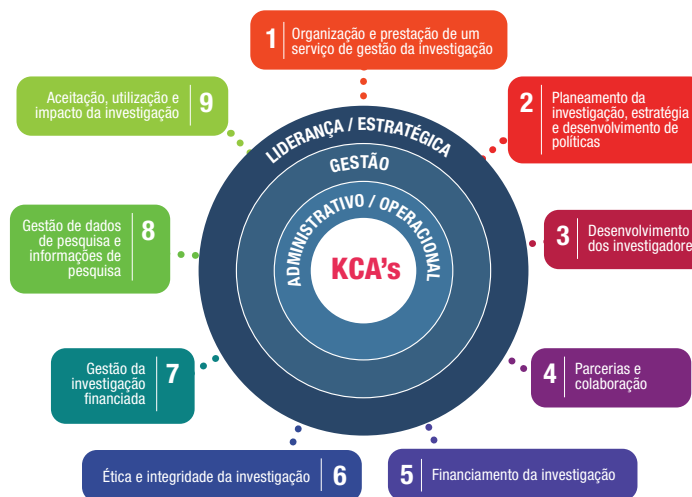 1
Organização e prestação de um
serviço de gestão da investigação
2
Planeamento da
investigação, estratégia
e desenvolvimento de
políticas
3
Desenvolvimento
dos investigadore
4
Parcerias e
colaboração
5
Financiamento da investigação
6
Ética e integridade da investigação
7
Gestão da
investigação
financiada
8
Gestão de dados
de pesquisa e
informações de
pesquisa
9
Aceitação, utilização e
impacto da investigação
LIDERANÇA / ESTRATÉGICA
GESTÃO
ADMINISTRATIVO / OPERACIONAL
KCA's